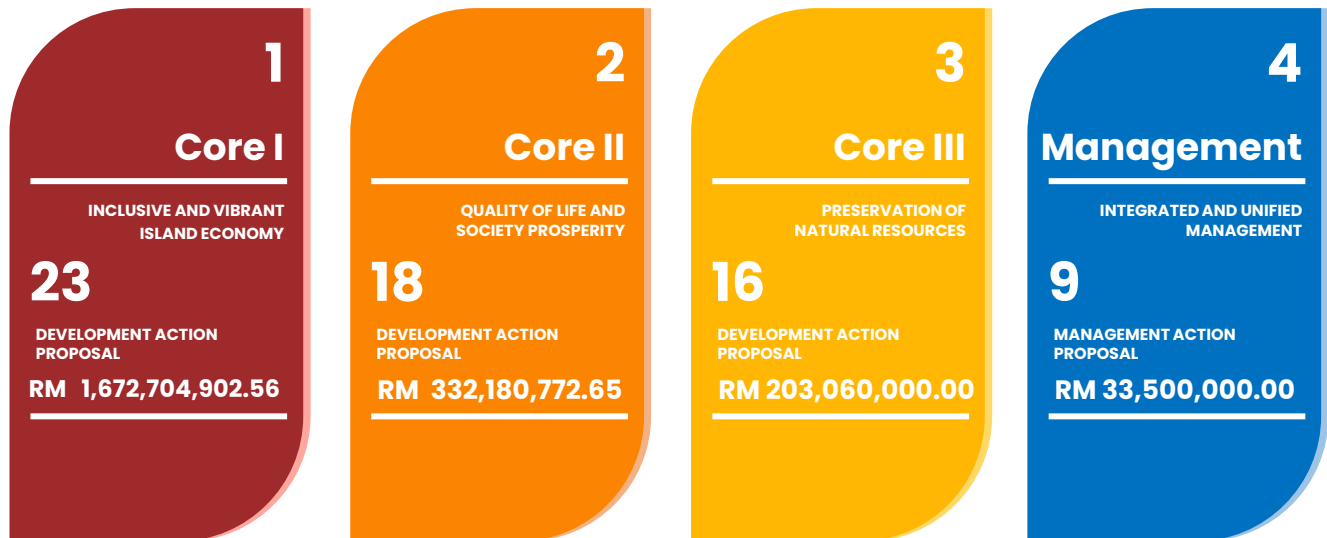 1
Core I
INCLUSIVE AND VIBRANT
ISLAND ECONOMY
23
DEVELOPMENT ACTION
PROPOSAL
RM 1,672,704,902.56
2
Core II
QUALITY OF LIFE AND
SOCIETY PROSPERITY
18
DEVELOPMENT ACTION
PROPOSAL
RM 332,180,772.65
3
Core III
PRESERVATION OF
NATURAL RESOURCES
16
DEVELOPMENT ACTION
PROPOSAL
RM 203,060,000.00
4
Management
INTEGRATED AND UNIFIED
MANAGEMENT
9
MANAGEMENT ACTION
PROPOSAL
RM 33,500,000.00